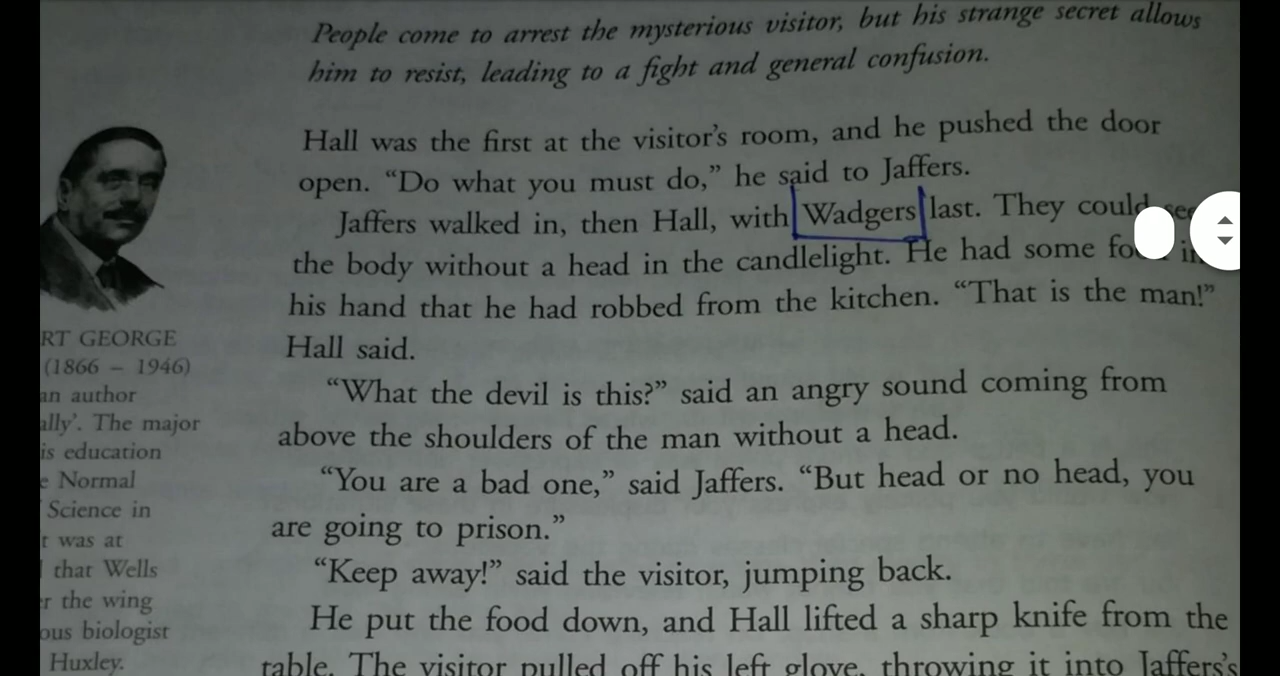 People come to arrest the mysterious visitor, but his strange secret allows
him to resist, leading to a fight and general confusion.
Hall was the first at the visitor's room, and he pushed the door
open. “Do what you must do,” he said to Jaffers.
Jaffers walked in, then Hall, with Wadgers last. They could see
the body without a head in the candlelight. He had some in
his hand that he had robbed from the kitchen. “That is the man!”
Hall said.
“What the devil is this?” said an angry sound coming from
above the shoulders of the man without a head.
“You are a bad one,” said Jaffers. “But head or no head, you
are going to prison.”
“Keep away!” said the visitor, jumping back.
He put the food down, and Hall lifted a sharp knife from the
table. The visitor pulled off his left glove, throwing it into Jaffers's
RT GEORGE
(1866 – 1946)
an author
ally'. The major
is education
e Normal
Science in
t was at
that Wells
er the wing
ous biologist
Huxley.